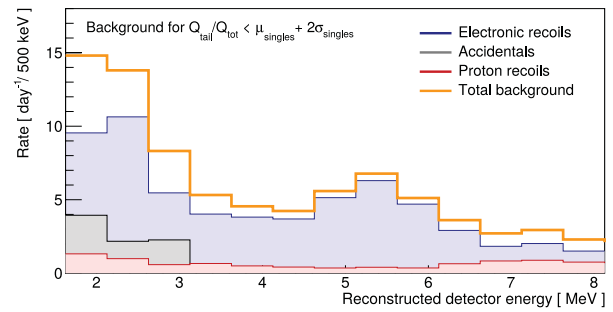 Background for Q_tail/Q_tot < μ_singles + 2σ_singles
Electronic recoils
Accidentals
Proton recoils
Total background
Rate [ day⁻¹/ 500 keV ]
15
10
5
0
2 3 4 5 6 7 8
Reconstructed detector energy [ MeV ]